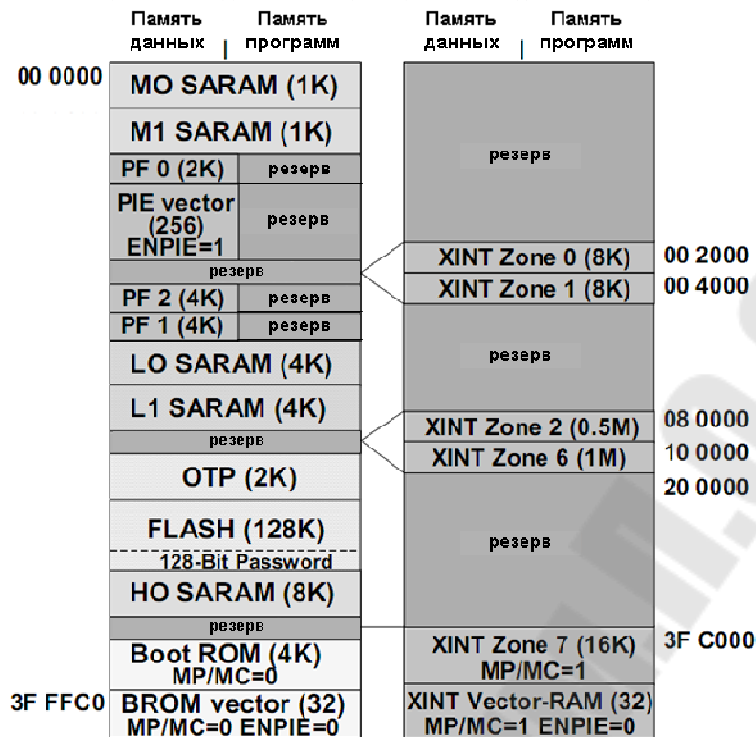 Память данных
Память программ
Память данных
Память программ
00 0000
MO SARAM (1K)
M1 SARAM (1K)
PF 0 (2K)
резерв
PIE vector
(256)
ENPIE=1
резерв
резерв
PF 2 (4K)
резерв
PF 1 (4K)
резерв
LO SARAM (4K)
L1 SARAM (4K)
резерв
OTP (2K)
FLASH (128K)
128-Bit Password
HO SARAM (8K)
резерв
Boot ROM (4K)
MP/MC=0
3F FFC0
BROM vector (32)
MP/MC=0 ENPIE=0
резерв
XINT Zone 0 (8K)
00 2000
XINT Zone 1 (8K)
00 4000
резерв
XINT Zone 2 (0.5M)
08 0000
XINT Zone 6 (1M)
10 0000
20 0000
резерв
XINT Zone 7 (16K)
MP/MC=1
3F C000
XINT Vector-RAM (32)
MP/MC=1 ENPIE=0